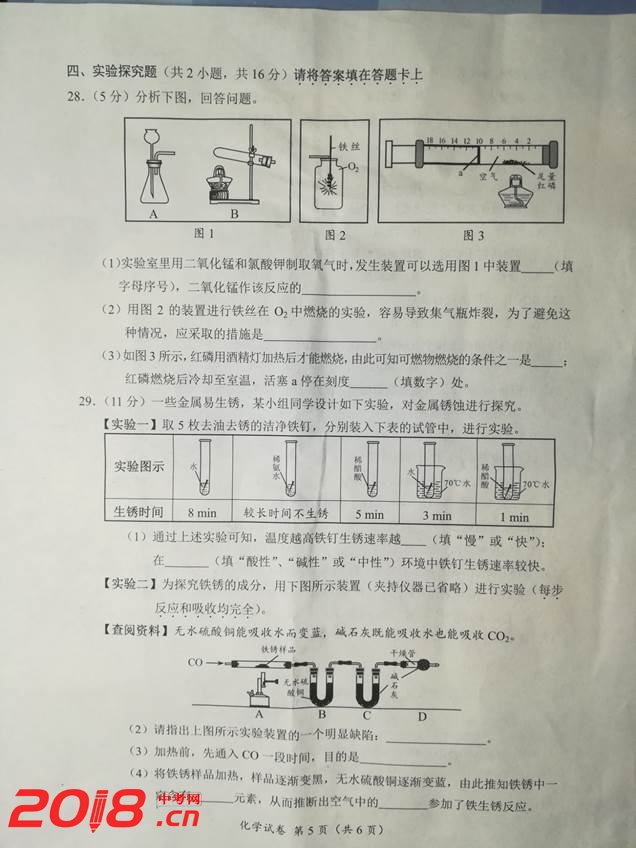 四、实验探究题（共2小题，共16分）请将答案填在答题卡上
28．（5分）分析下图，回答问题。
A
B
铁丝
O₂
18 16 14 12 10 8 6 4 2
a
空气
足量
红磷
图1
图2
图3
（1）实验室里用二氧化锰和氯酸钾制取氧气时，发生装置可以选用图1中装置_____（填
字母序号），二氧化锰作该反应的________________。
（2）用图 2 的装置进行铁丝在 O₂中燃烧的实验，容易导致集气瓶炸裂，为了避免这
种情况，应采取的措施是________________。
（3）如图3所示，红磷用酒精灯加热后才能燃烧，由此可知可燃物燃烧的条件之一是_____；
红磷燃烧后冷却至室温，活塞 a 停在刻度______（填数字）处。
29．（11 分）一些金属易生锈，某小组同学设计如下实验，对金属锈蚀进行探究。
【实验一】取 5 枚去油去锈的洁净铁钉，分别装入下表的试管中，进行实验。
实验图示
水
稀氨水
稀醋酸
水
70℃水
稀醋酸
70℃水
生锈时间
8 min
较长时间不生锈
5 min
3 min
1 min
（1）通过上述实验可知，温度越高铁钉生锈速率越____（填“慢”或“快”）；
在______（填“酸性”、“碱性”或“中性”）环境中铁钉生锈速率较快。
【实验二】为探究铁锈的成分，用下图所示装置（夹持仪器已省略）进行实验（每步
反应和吸收均完全）。
【查阅资料】无水硫酸铜能吸收水而变蓝，碱石灰既能吸收水也能吸收 CO₂。
CO
铁锈样品
干燥管
无水硫
酸铜
碱石灰
碱石灰
A
B
C
D
（2）请指出上图所示实验装置的一个明显缺陷：______________。
（3）加热前，先通入 CO 一段时间，目的是____________。
（4）将铁锈样品加热，样品逐渐变黑，无水硫酸铜逐渐变蓝，由此推知铁锈中一
定含有______元素，从而推断出空气中的_______参加了铁生锈反应。
2018中考网.cn
化学试卷 第 5 页（共 6 页）